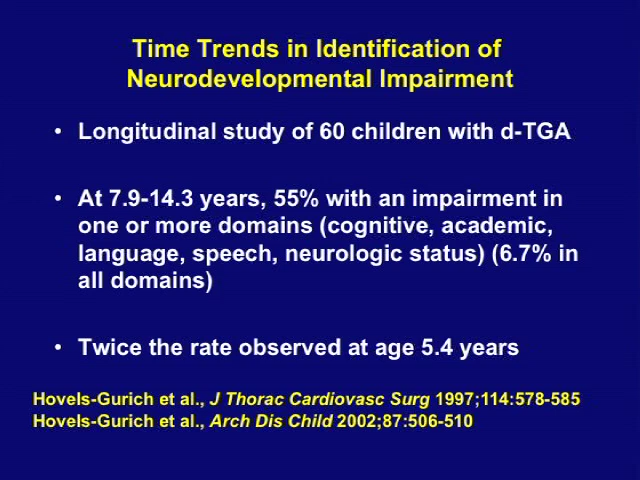 Time Trends in Identification of
Neurodevelopmental Impairment
• Longitudinal study of 60 children with d-TGA
• At 7.9-14.3 years, 55% with an impairment in
one or more domains (cognitive, academic,
language, speech, neurologic status) (6.7% in
all domains)
• Twice the rate observed at age 5.4 years
Hovels-Gurich et al., J Thorac Cardiovasc Surg 1997;114:578-585
Hovels-Gurich et al., Arch Dis Child 2002;87:506-510